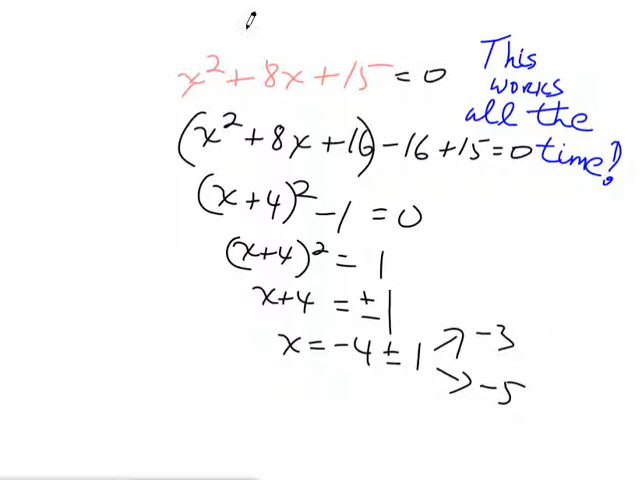 x² + 8x + 15 = 0
(x² + 8x + 16) - 16 + 15 = 0
(x + 4)² - 1 = 0
(x+4)² = 1
x+4 = ± 1
x = -4 ± 1 ↗ -3
↘ -5
This
works
all the
time!